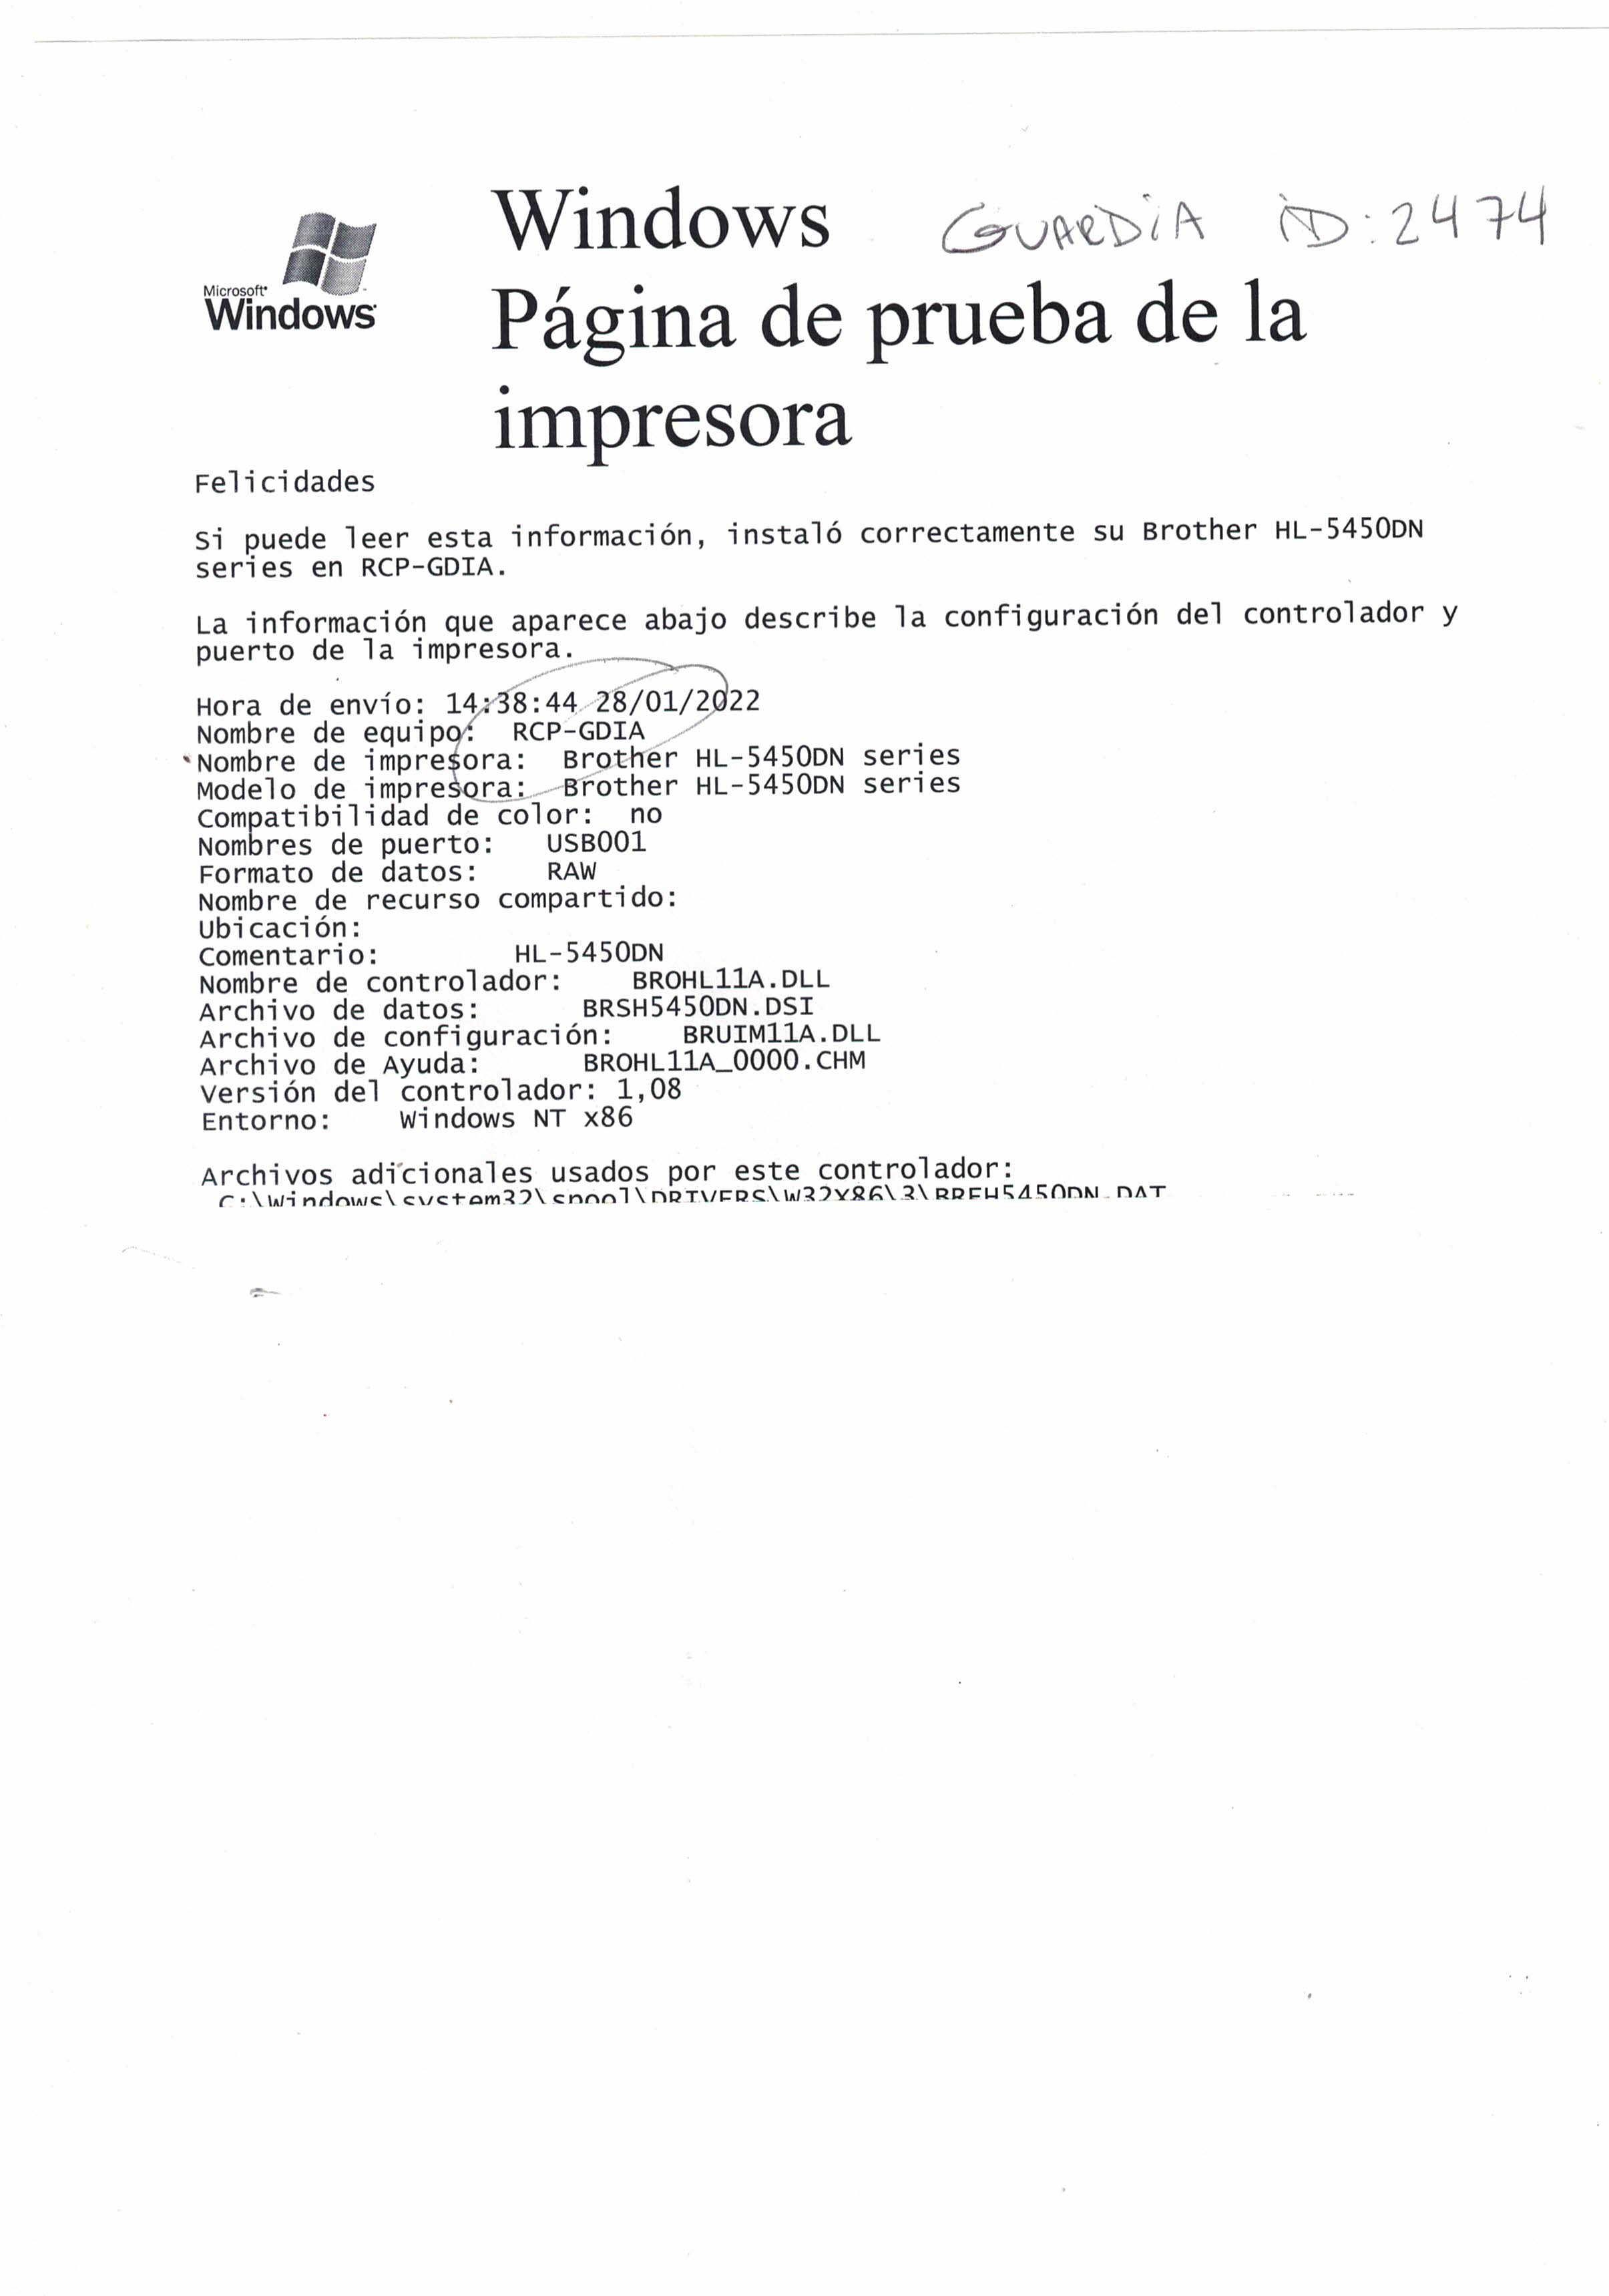 Microsoft
Windows
Windows
GUARDIA iD: 2474
Página de prueba de la
impresora
Felicidades
Si puede leer esta información, instaló correctamente su Brother HL-5450DN
series en RCP-GDIA.
La información que aparece abajo describe la configuración del controlador y
puerto de la impresora.
Hora de envío: 14:38:44 28/01/2022
Nombre de equipo: RCP-GDIA
Nombre de impresora: Brother HL-5450DN series
Modelo de impresora: Brother HL-5450DN series
Compatibilidad de color: no
Nombres de puerto: USB001
Formato de datos: RAW
Nombre de recurso compartido:
Ubicación:
Comentario: HL-5450DN
Nombre de controlador: BROHL11A.DLL
Archivo de datos: BRSH5450DN.DSI
Archivo de configuración: BRUIM11A.DLL
Archivo de Ayuda: BROHL11A_0000.CHM
Versión del controlador: 1,08
Entorno: Windows NT x86
Archivos adicionales usados por este controlador:
C:\Windows\system32\spool\DRIVERS\W32X86\3\